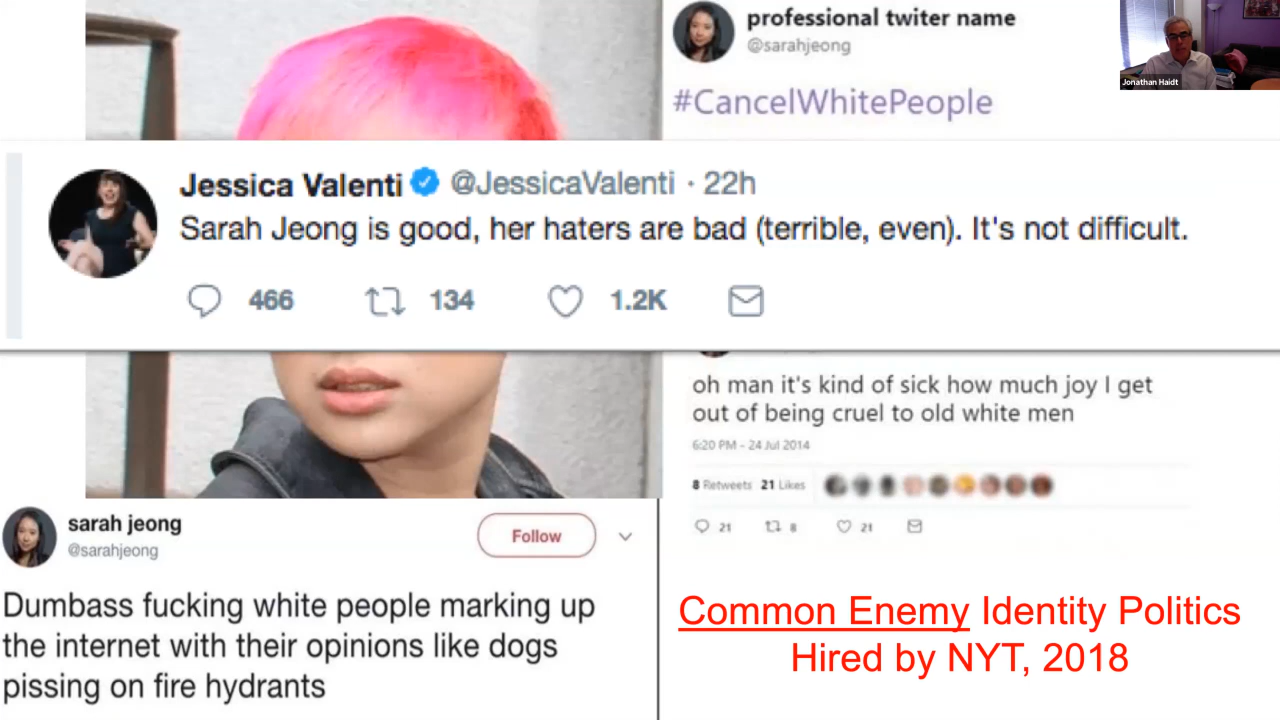 professional twiter name
@sarahjeong
#CancelWhitePeople
Jonathan Haidt
Jessica Valenti @JessicaValenti · 22h
Sarah Jeong is good, her haters are bad (terrible, even). It's not difficult.
466 134 1.2K
oh man it's kind of sick how much joy I get
out of being cruel to old white men
6:20 PM - 24 Jul 2014
8 Retweets 21 Likes
21 8 21
sarah jeong
@sarahjeong
Follow
Dumbass fucking white people marking up
the internet with their opinions like dogs
pissing on fire hydrants
Common Enemy Identity Politics
Hired by NYT, 2018